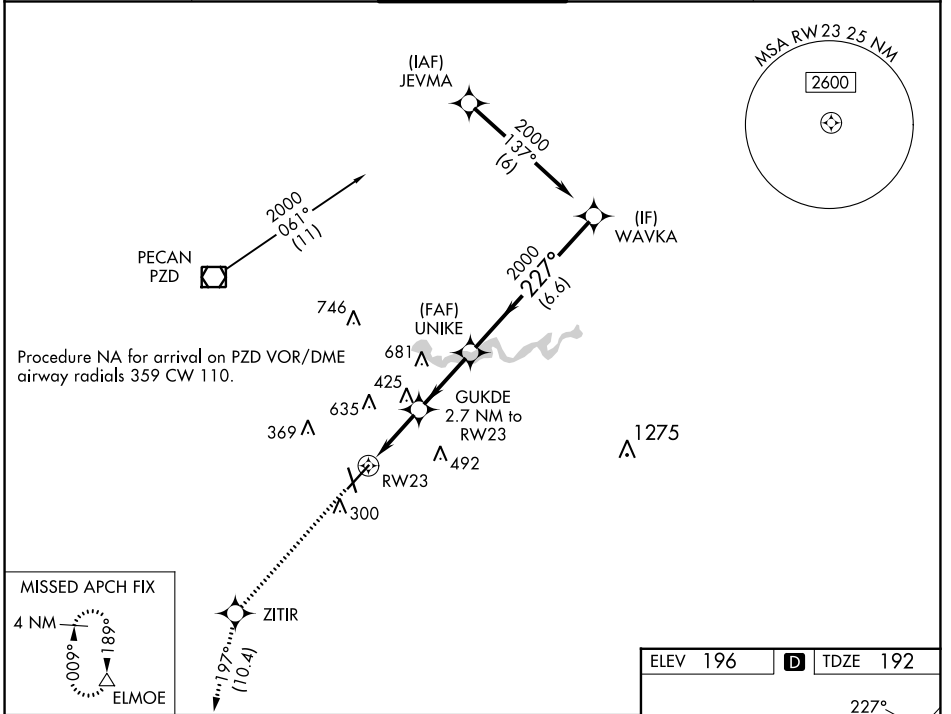 MSA RW 23 25 NM
2600
(IAF)
JEVMA
2000
137°
(6)
(IF)
WAVKA
2000
061°
(11)
PECAN
PZD
2000
227°
(6.6)
746
(FAF)
UNIKE
681
Procedure NA for arrival on PZD VOR/DME
airway radials 359 CW 110.
425
635
GUKDE
2.7 NM to
RW23
369
1275
492
RW23
300
MISSED APCH FIX
4 NM
009°
189°
ELMOE
ZITIR
197°
(10.4)
ELEV 196 D TDZE 192
227°